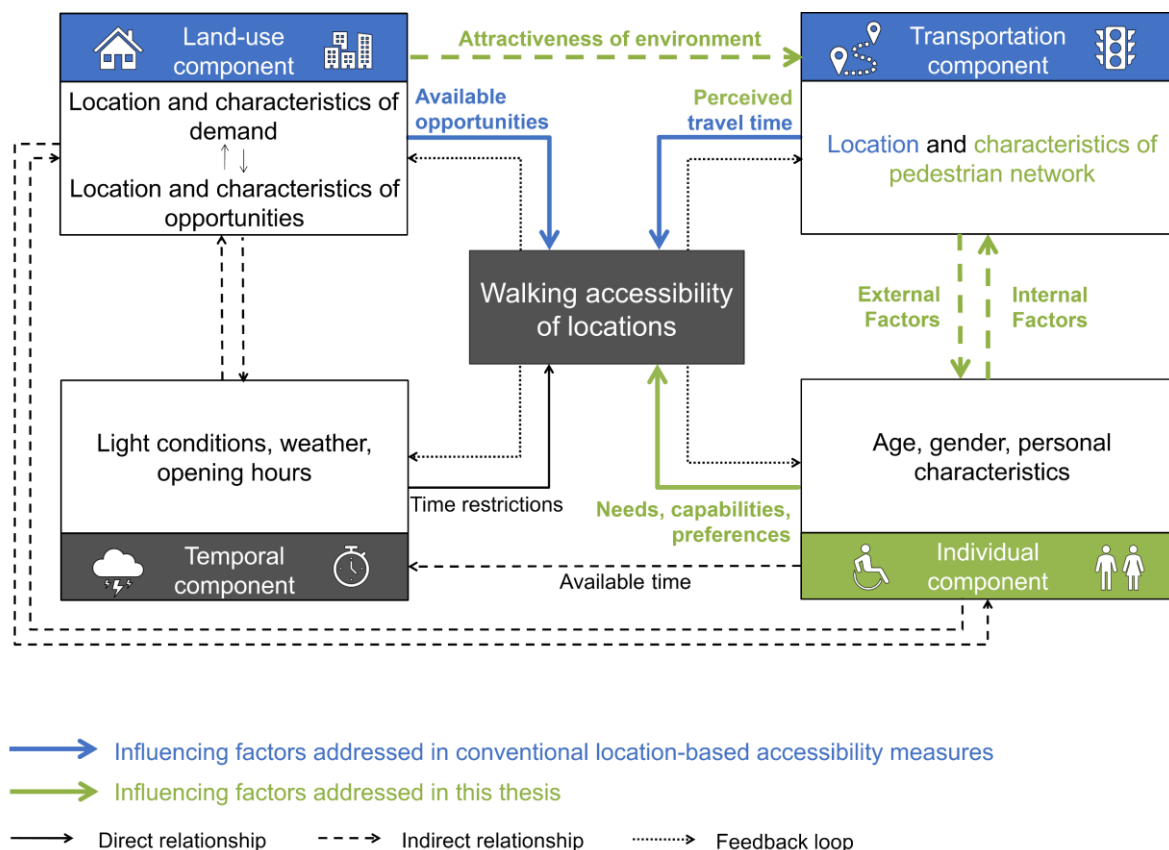 Land-use
component
Attractiveness of environment
Transportation
component
Location and characteristics of
demand
Location and characteristics of
opportunities
Available
opportunities
Perceived
travel time
Location and characteristics of
pedestrian network
Walking accessibility
of locations
External
Factors
Internal
Factors
Light conditions, weather,
opening hours
Time restrictions
Age, gender, personal
characteristics
Needs, capabilities,
preferences
Temporal
component
Available time
Individual
component
Influencing factors addressed in conventional location-based accessibility measures
Influencing factors addressed in this thesis
Direct relationship
Indirect relationship
Feedback loop